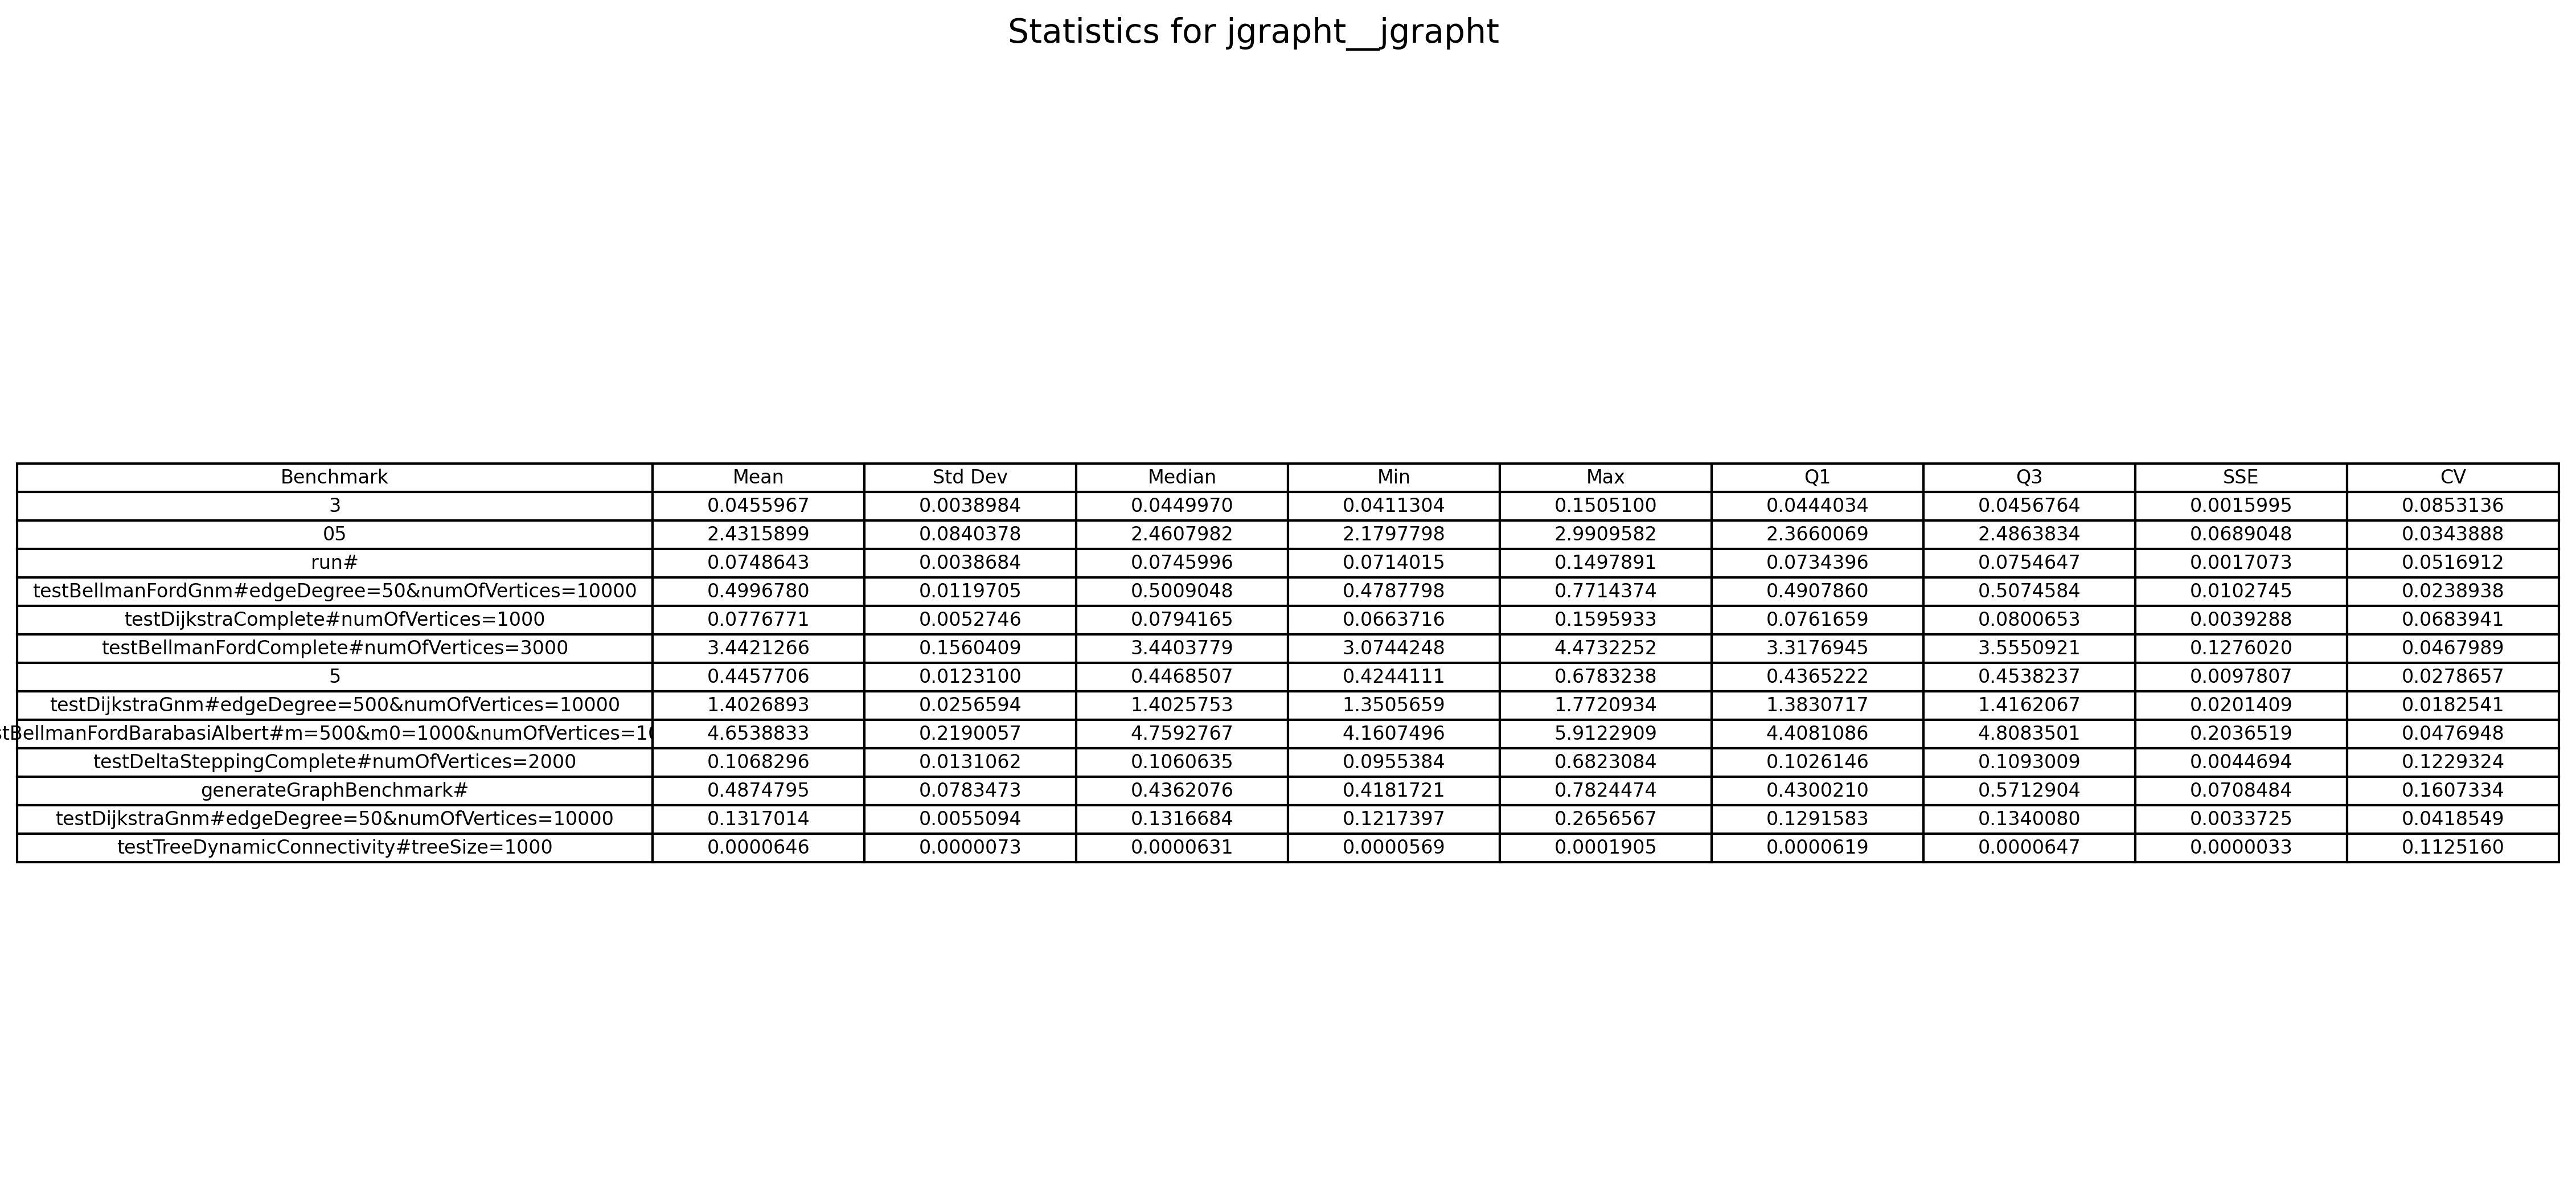 Statistics for jgrapht__jgrapht
Benchmark Mean Std Dev Median Min Max Q1 Q3 SSE CV
3 0.0455967 0.0038984 0.0449970 0.0411304 0.1505100 0.0444034 0.0456764 0.0015995 0.0853136
05 2.4315899 0.0840378 2.4607982 2.1797798 2.9909582 2.3660069 2.4863834 0.0689048 0.0343888
run# 0.0748643 0.0038684 0.0745996 0.0714015 0.1497891 0.0734396 0.0754647 0.0017073 0.0516912
testBellmanFordGnm#edgeDegree=50&numOfVertices=10000 0.4996780 0.0119705 0.5009048 0.4787798 0.7714374 0.4907860 0.5074584 0.0102745 0.0238938
testDijkstraComplete#numOfVertices=1000 0.0776771 0.0052746 0.0794165 0.0663716 0.1595933 0.0761659 0.0800653 0.0039288 0.0683941
testBellmanFordComplete#numOfVertices=3000 3.4421266 0.1560409 3.4403779 3.0744248 4.4732252 3.3176945 3.5550921 0.1276020 0.0467989
5 0.4457706 0.0123100 0.4468507 0.4244111 0.6783238 0.4365222 0.4538237 0.0097807 0.0278657
testDijkstraGnm#edgeDegree=500&numOfVertices=10000 1.4026893 0.0256594 1.4025753 1.3505659 1.7720934 1.3830717 1.4162067 0.0201409 0.0182541
stBellmanFordBarabasiAlbert#m=500&m0=1000&numOfVertices=10 4.6538833 0.2190057 4.7592767 4.1607496 5.9122909 4.4081086 4.8083501 0.2036519 0.0476948
testDeltaSteppingComplete#numOfVertices=2000 0.1068296 0.0131062 0.1060635 0.0955384 0.6823084 0.1026146 0.1093009 0.0044694 0.1229324
generateGraphBenchmark# 0.4874795 0.0783473 0.4362076 0.4181721 0.7824474 0.4300210 0.5712904 0.0708484 0.1607334
testDijkstraGnm#edgeDegree=50&numOfVertices=10000 0.1317014 0.0055094 0.1316684 0.1217397 0.2656567 0.1291583 0.1340080 0.0033725 0.0418549
testTreeDynamicConnectivity#treeSize=1000 0.0000646 0.0000073 0.0000631 0.0000569 0.0001905 0.0000619 0.0000647 0.0000033 0.1125160